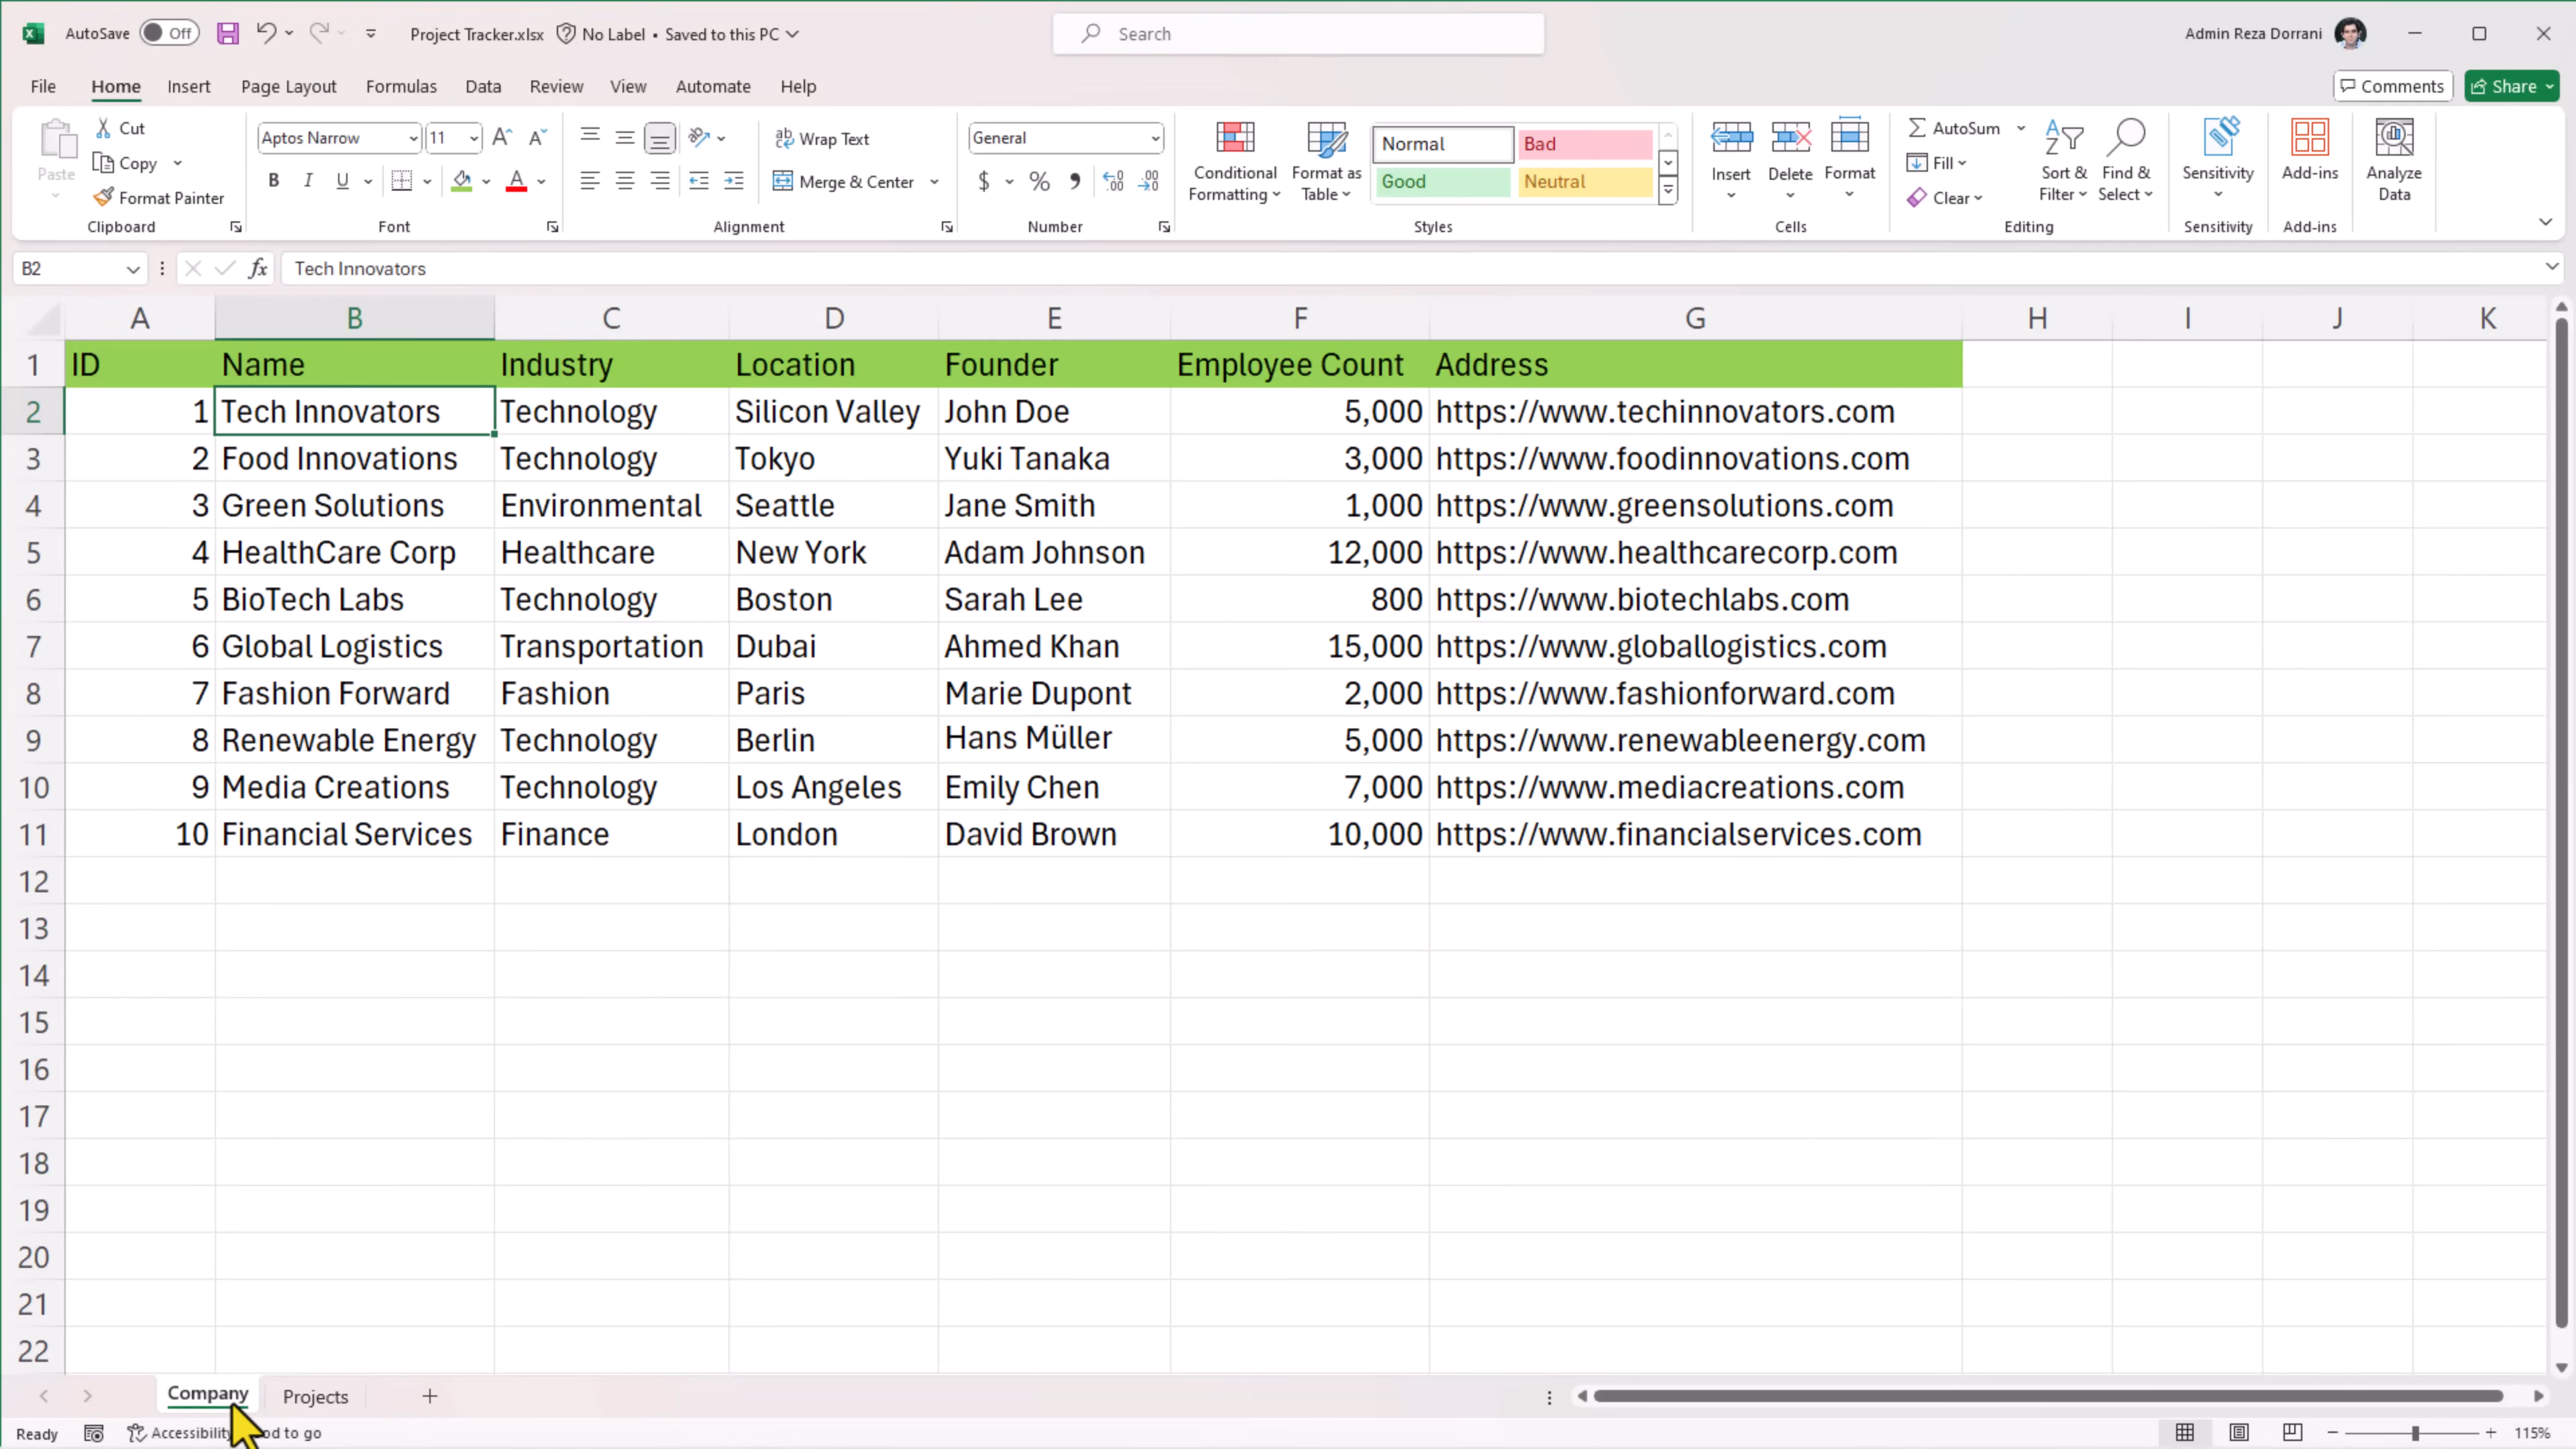 AutoSave Off Project Tracker.xlsx No Label • Saved to this PC Search Admin Reza Dorrani
File Home Insert Page Layout Formulas Data Review View Automate Help Comments Share
Paste Cut Copy Format Painter Clipboard
Aptos Narrow 11 A A B I U A Font
ab Wrap Text Merge & Center Alignment
General $ % 9 .00 .00 Number
Conditional Formatting Format as Table Normal Bad Good Neutral Styles
Insert Delete Format Cells
AutoSum Fill Clear Sort & Filter Find & Select Editing
Sensitivity Sensitivity
Add-ins Add-ins
Analyze Data
B2 fx Tech Innovators
A B C D E F G H I J K
1 ID Name Industry Location Founder Employee Count Address
2 1 Tech Innovators Technology Silicon Valley John Doe 5,000 https://www.techinnovators.com
3 2 Food Innovations Technology Tokyo Yuki Tanaka 3,000 https://www.foodinnovations.com
4 3 Green Solutions Environmental Seattle Jane Smith 1,000 https://www.greensolutions.com
5 4 HealthCare Corp Healthcare New York Adam Johnson 12,000 https://www.healthcarecorp.com
6 5 BioTech Labs Technology Boston Sarah Lee 800 https://www.biotechlabs.com
7 6 Global Logistics Transportation Dubai Ahmed Khan 15,000 https://www.globallogistics.com
8 7 Fashion Forward Fashion Paris Marie Dupont 2,000 https://www.fashionforward.com
9 8 Renewable Energy Technology Berlin Hans Müller 5,000 https://www.renewableenergy.com
10 9 Media Creations Technology Los Angeles Emily Chen 7,000 https://www.mediacreations.com
11 10 Financial Services Finance London David Brown 10,000 https://www.financialservices.com
12
13
14
15
16
17
18
19
20
21
22
Company Projects +
Ready Accessibility to go 115%